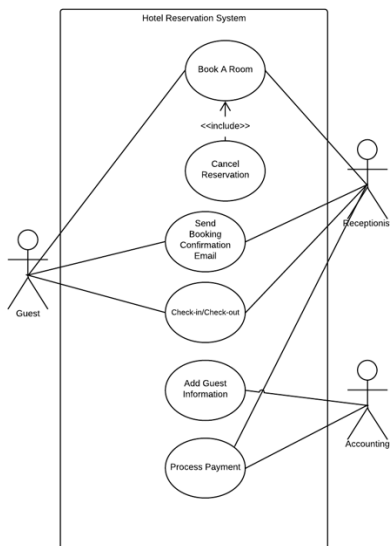 Hotel Reservation System
Book A Room
<<include>>
Cancel
Reservation
Send
Booking
Confirmation
Email
Receptionis
Guest
Check-in/Check-out
Add Guest
Information
Accounting
Process Payment